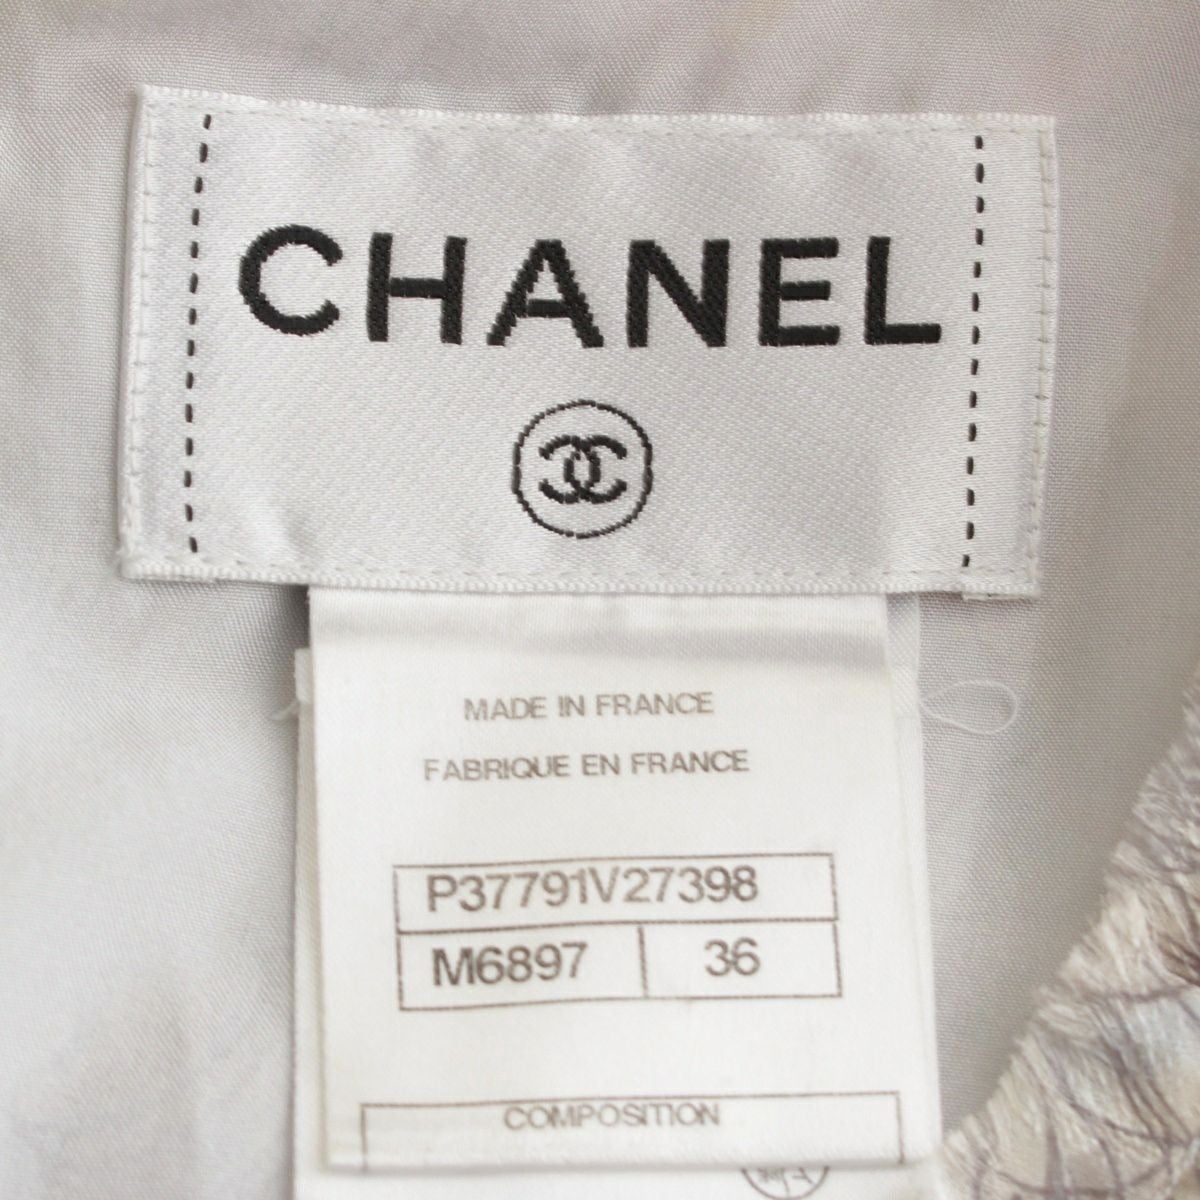 CHANEL
MADE IN FRANCE
FABRIQUE EN FRANCE
P37791V27398
M6897 36
COMPOSITION